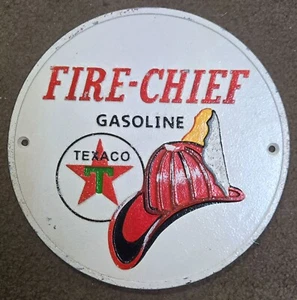 FIRE-CHIEF
GASOLINE
TEXACO
T